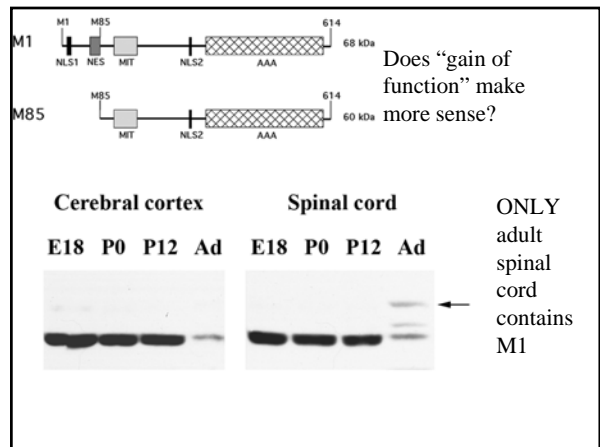 M1 M85 614
M1 68 kDa
NLS1 NES MIT NLS2 AAA
Does “gain of
function” make
more sense?
M85 614
M85 60 kDa
MIT NLS2 AAA
Cerebral cortex Spinal cord
E18 P0 P12 Ad E18 P0 P12 Ad
ONLY
adult
spinal
cord
contains
M1